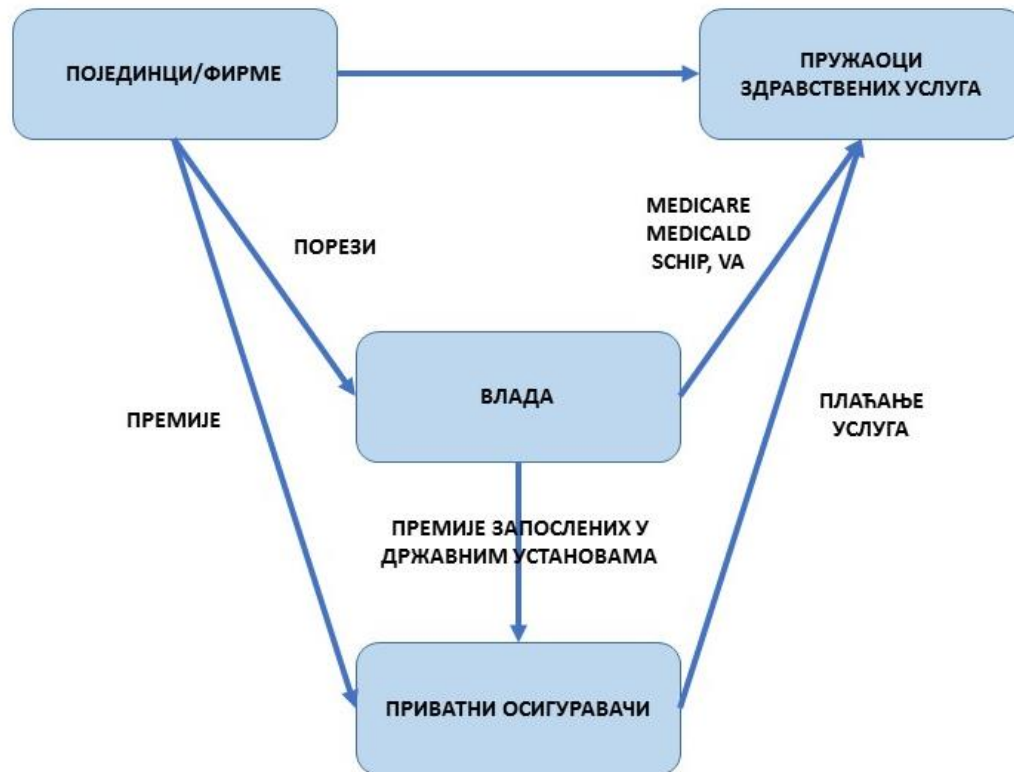 ПОЈЕДИНЦИ/ФИРМЕ
ПРУЖАОЦИ
ЗДРАВСТВЕНИХ УСЛУГА
ПОРЕЗИ
MEDICARE
MEDICALD
SCHIP, VA
ПРЕМИЈЕ
ВЛАДА
ПЛАЋАЊЕ
УСЛУГА
ПРЕМИЈЕ ЗАПОСЛЕНИХ У
ДРЖАВНИМ УСТАНОВАМА
ПРИВАТНИ ОСИГУРАВАЧИ